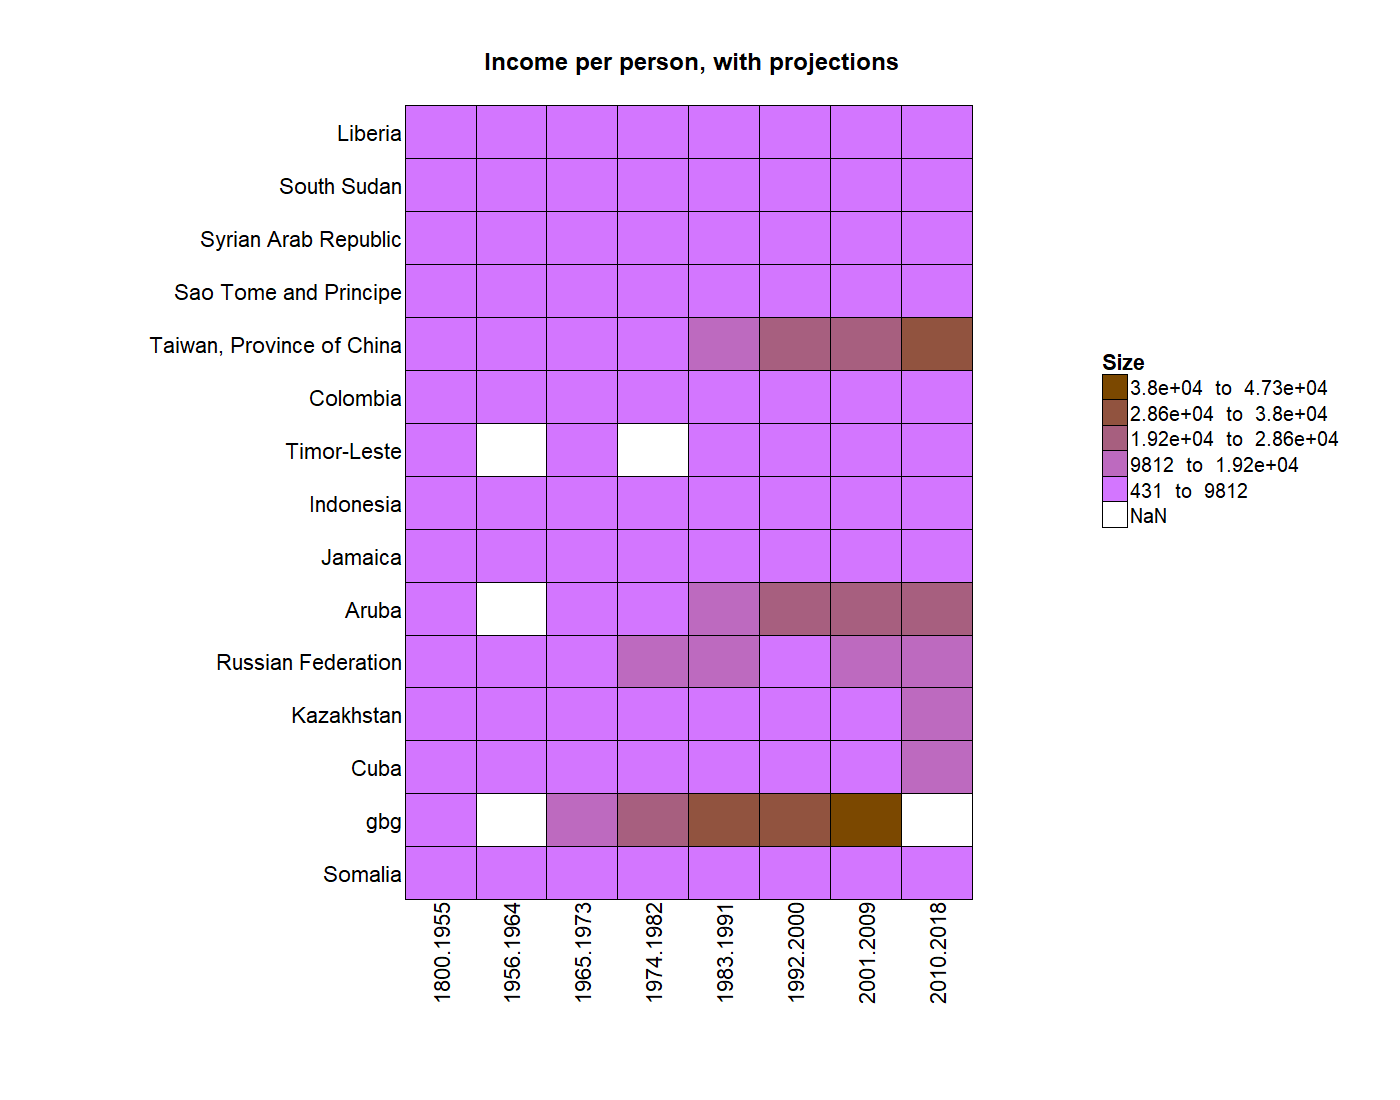 Income per person, with projections
Liberia
South Sudan
Syrian Arab Republic
Sao Tome and Principe
Taiwan, Province of China
Colombia
Timor-Leste
Indonesia
Jamaica
Aruba
Russian Federation
Kazakhstan
Cuba
gbg
Somalia
1800.1955
1956.1964
1965.1973
1974.1982
1983.1991
1992.2000
2001.2009
2010.2018
Size
3.8e+04 to 4.73e+04
2.86e+04 to 3.8e+04
1.92e+04 to 2.86e+04
9812 to 1.92e+04
431 to 9812
NaN